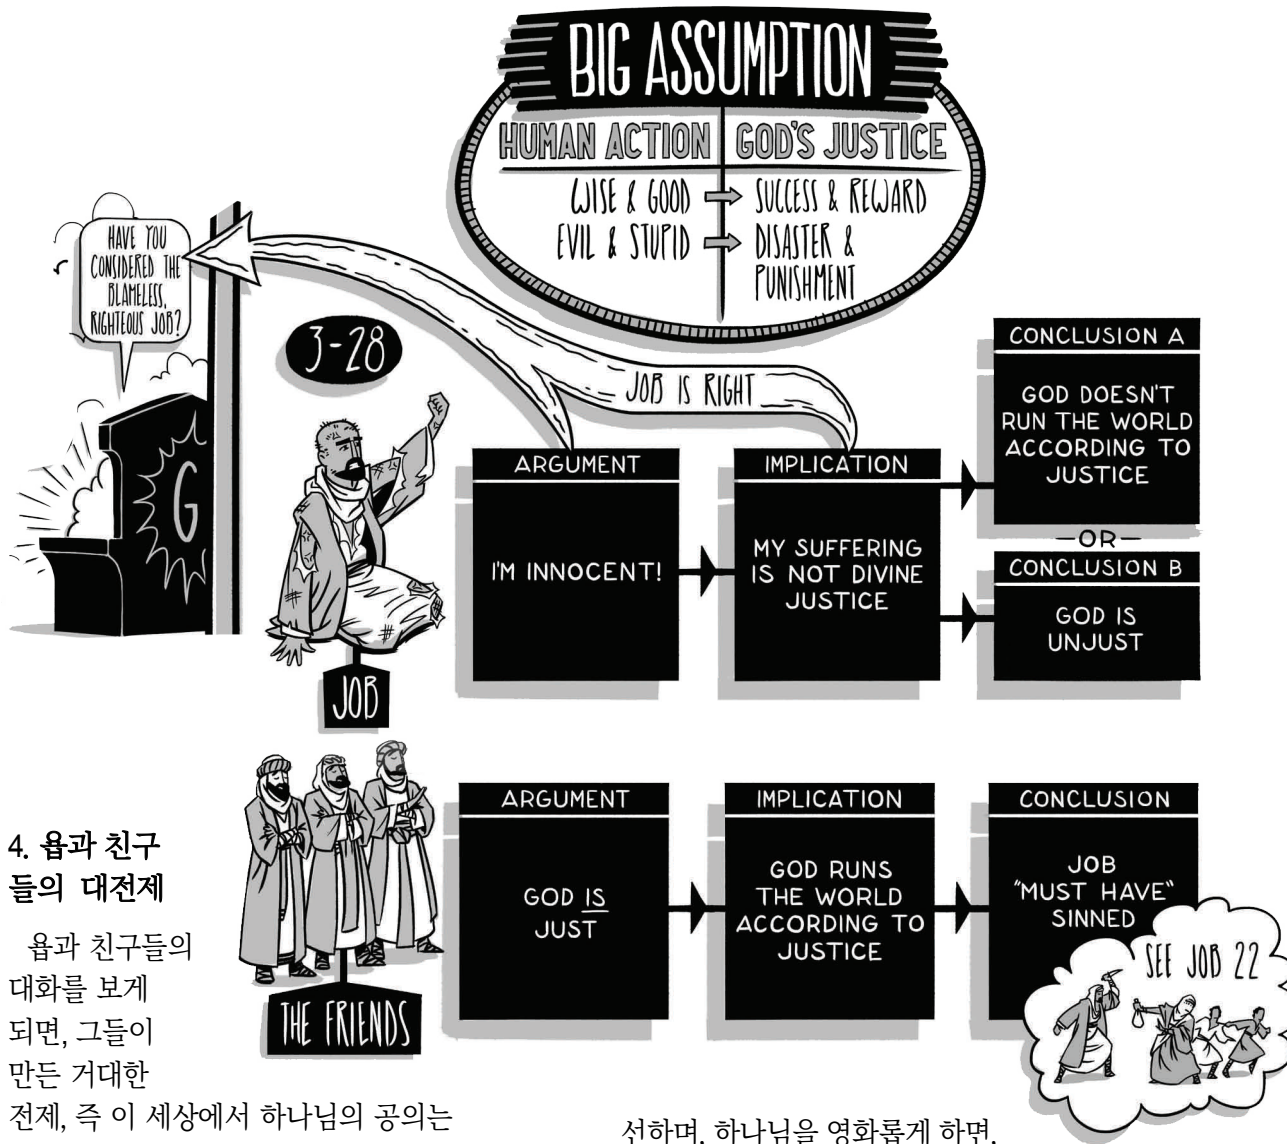 BIG ASSUMPTION
HUMAN ACTION GOD'S JUSTICE
WISE & GOOD SUCCESS & REWARD
EVIL & STUPID DISASTER &
PUNISHMENT
HAVE YOU
CONSIDERED THE
BLAMELESS,
RIGHTEOUS JOB?
G
3-28
JOB IS RIGHT
JOB
ARGUMENT
I'M INNOCENT!
IMPLICATION
MY SUFFERING
IS NOT DIVINE
JUSTICE
CONCLUSION A
GOD DOESN'T
RUN THE WORLD
ACCORDING TO
JUSTICE
-OR-
CONCLUSION B
GOD IS
UNJUST
THE FRIENDS
ARGUMENT
GOD IS
JUST
IMPLICATION
GOD RUNS
THE WORLD
ACCORDING TO
JUSTICE
CONCLUSION
JOB
"MUST HAVE"
SINNED
SEE JOB 22
4. 욥과 친구
들의 대전제
욥과 친구들의
대화를 보게
되면, 그들이
만든 거대한
전제, 즉 이 세상에서 하나님의 공의는
선하며, 하나님을 영화롭게 하면,